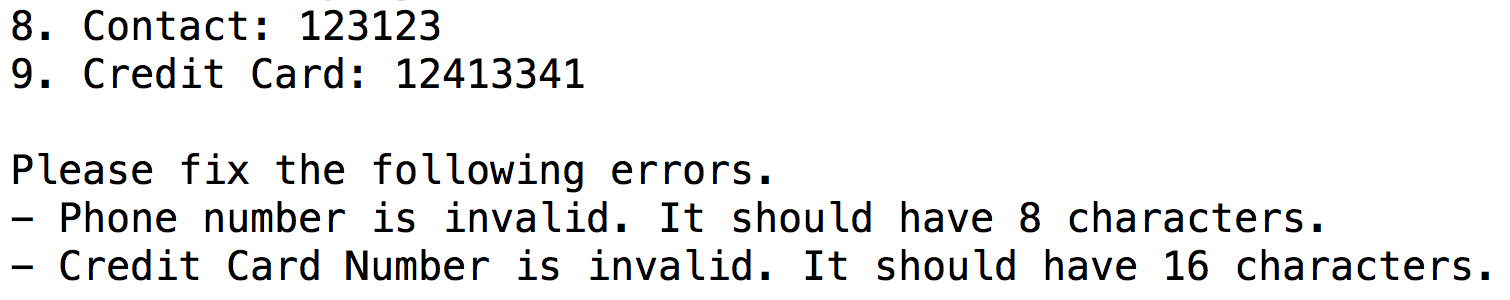 8. Contact: 123123
9. Credit Card: 12413341
Please fix the following errors.
- Phone number is invalid. It should have 8 characters.
- Credit Card Number is invalid. It should have 16 characters.